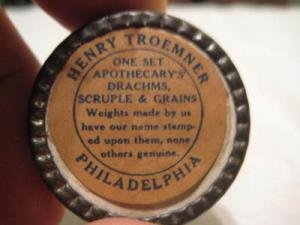 HENRY TROEMNER
ONE SET
APOTHECARY'S
DRACHMS,
SCRUPLE & GRAINS
Weights made by us
have our name stamp-
ed upon them, none
others genuine.
PHILADELPHIA